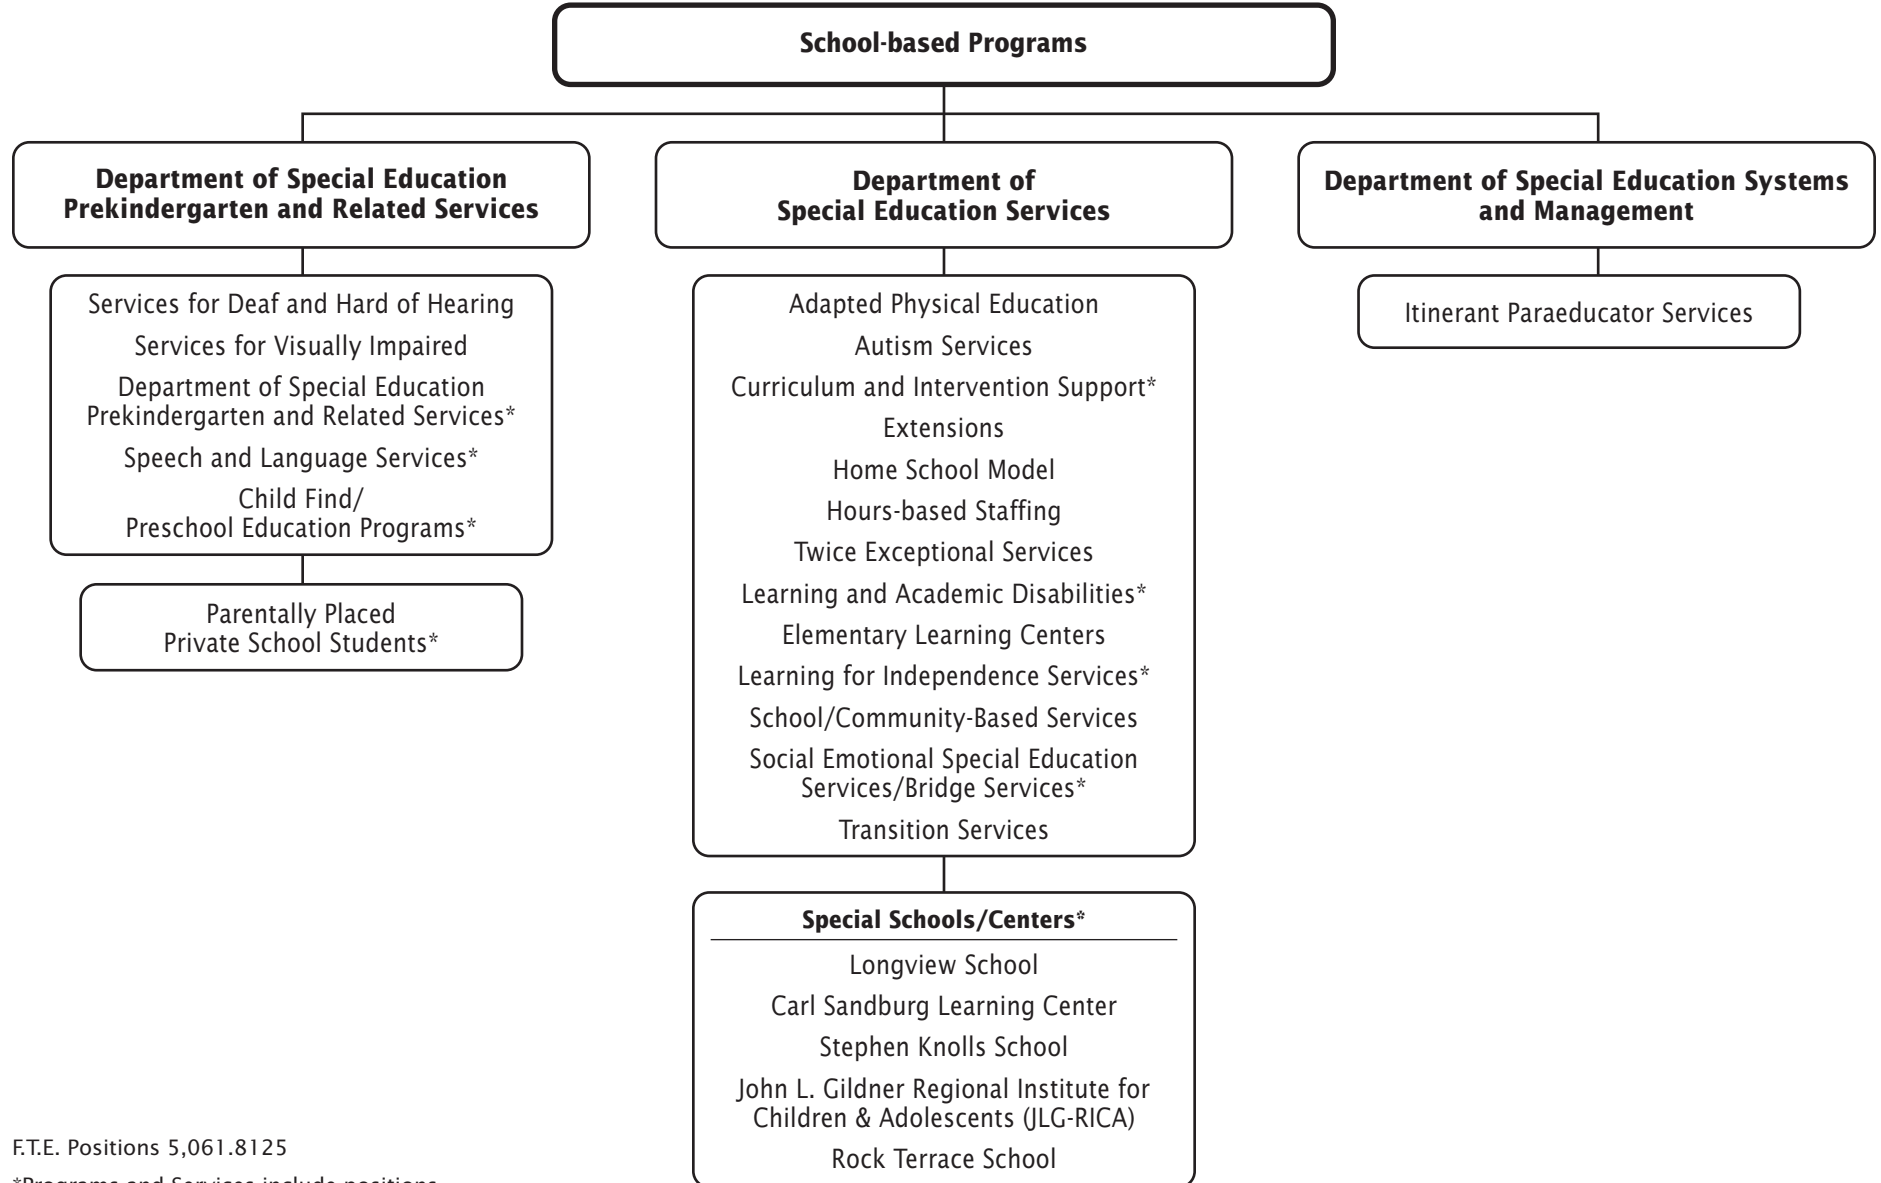 School-based Programs
Department of Special Education
Prekindergarten and Related Services
Services for Deaf and Hard of Hearing
Services for Visually Impaired
Department of Special Education
Prekindergarten and Related Services*
Speech and Language Services*
Child Find/
Preschool Education Programs*
Parentally Placed
Private School Students*
Department of
Special Education Services
Adapted Physical Education
Autism Services
Curriculum and Intervention Support*
Extensions
Home School Model
Hours-based Staffing
Twice Exceptional Services
Learning and Academic Disabilities*
Elementary Learning Centers
Learning for Independence Services*
School/Community-Based Services
Social Emotional Special Education
Services/Bridge Services*
Transition Services
Special Schools/Centers*
Longview School
Carl Sandburg Learning Center
Stephen Knolls School
John L. Gildner Regional Institute for
Children & Adolescents (JLG-RICA)
Rock Terrace School
Department of Special Education Systems
and Management
Itinerant Paraeducator Services
F.T.E. Positions 5,061.8125
*Programs and Services include positions